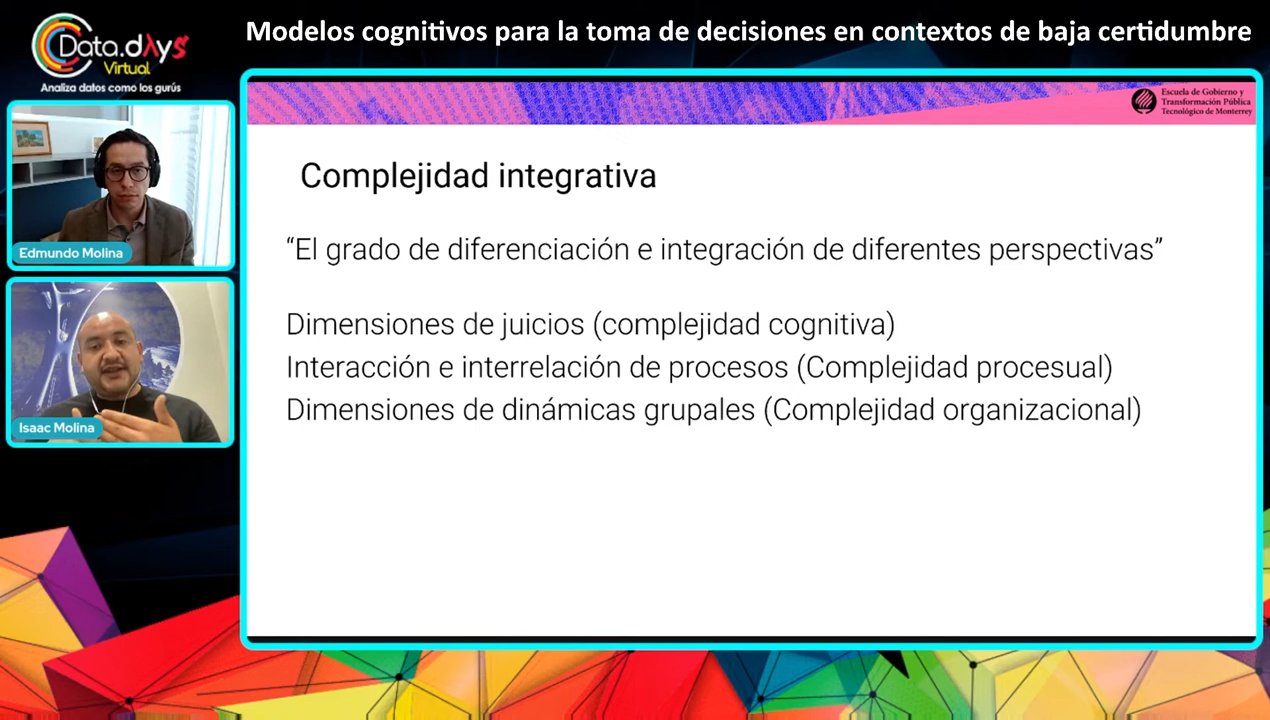 Data.dAys
Virtual
Analiza datos como los gurús
Modelos cognitivos para la toma de decisiones en contextos de baja certidumbre
Edmundo Molina
Isaac Molina
Escuela de Gobierno y
Transformación Pública
Tecnológico de Monterrey
Complejidad integrativa
“El grado de diferenciación e integración de diferentes perspectivas”
Dimensiones de juicios (complejidad cognitiva)
Interacción e interrelación de procesos (Complejidad procesual)
Dimensiones de dinámicas grupales (Complejidad organizacional)